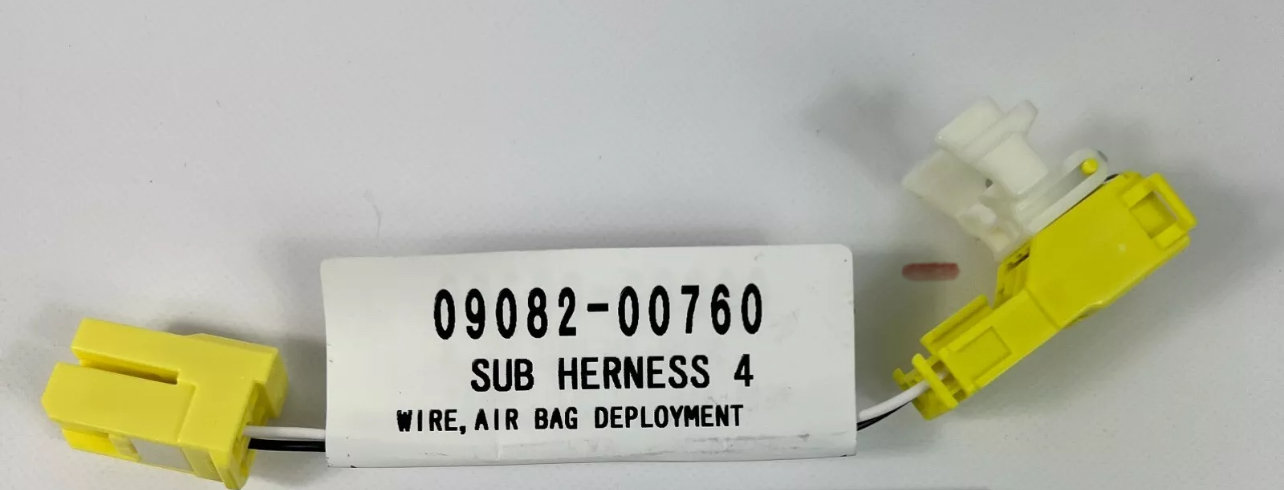 09082-00760
SUB HERNESS 4
WIRE, AIR BAG DEPLOYMENT